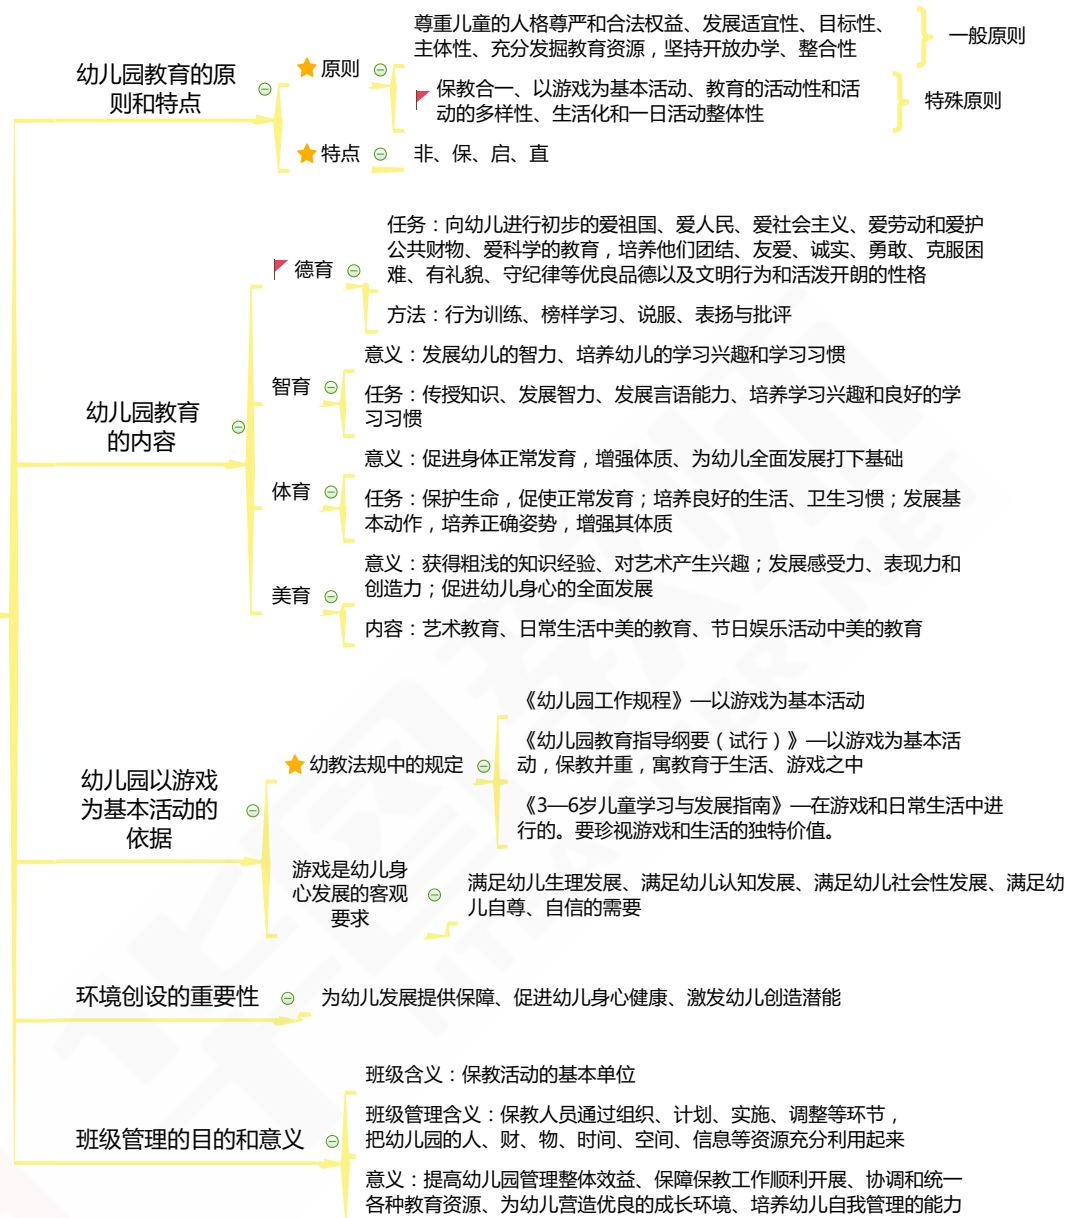 幼儿园教育的原
则和特点
原则
尊重儿童的人格尊严和合法权益、发展适宜性、目标性、
主体性、充分发掘教育资源，坚持开放办学、整合性
一般原则
保教合一、以游戏为基本活动、教育的活动性和活
动的多样性、生活化和一日活动整体性
特殊原则
特点
非、保、启、直
幼儿园教育
的内容
德育
任务：向幼儿进行初步的爱祖国、爱人民、爱社会主义、爱劳动和爱护
公共财物、爱科学的教育，培养他们团结、友爱、诚实、勇敢、克服困
难、有礼貌、守纪律等优良品德以及文明行为和活泼开朗的性格
方法：行为训练、榜样学习、说服、表扬与批评
智育
意义：发展幼儿的智力、培养幼儿的学习兴趣和学习习惯
任务：传授知识、发展智力、发展言语能力、培养学习兴趣和良好的学
习习惯
体育
意义：促进身体正常发育，增强体质、为幼儿全面发展打下基础
任务：保护生命，促使正常发育；培养良好的生活、卫生习惯；发展基
本动作，培养正确姿势，增强其体质
美育
意义：获得粗浅的知识经验、对艺术产生兴趣；发展感受力、表现力和
创造力；促进幼儿身心的全面发展
内容：艺术教育、日常生活中美的教育、节日娱乐活动中美的教育
幼儿园以游戏
为基本活动的
依据
幼教法规中的规定
《幼儿园工作规程》—以游戏为基本活动
《幼儿园教育指导纲要（试行）》—以游戏为基本活
动，保教并重，寓教育于生活、游戏之中
《3—6岁儿童学习与发展指南》—在游戏和日常生活中进
行的。要珍视游戏和生活的独特价值。
游戏是幼儿身
心发展的客观
要求
满足幼儿生理发展、满足幼儿认知发展、满足幼儿社会性发展、满足幼
儿自尊、自信的需要
环境创设的重要性
为幼儿发展提供保障、促进幼儿身心健康、激发幼儿创造潜能
班级管理的目的和意义
班级含义：保教活动的基本单位
班级管理含义：保教人员通过组织、计划、实施、调整等环节，
把幼儿园的人、财、物、时间、空间、信息等资源充分利用起来
意义：提高幼儿园管理整体效益、保障保教工作顺利开展、协调和统一
各种教育资源、为幼儿营造优良的成长环境、培养幼儿自我管理的能力